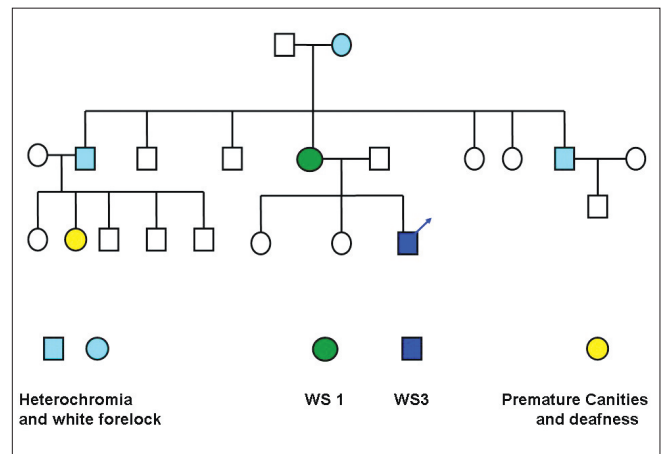 Heterochromia
and white forelock
WS 1
WS3
Premature Canities
and deafness